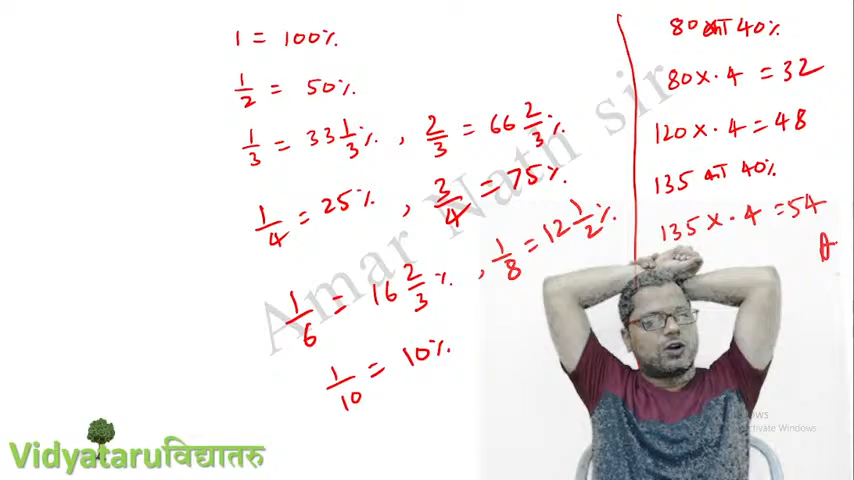 1 = 100%
1/2 = 50%
1/3 = 33 1/3 %, 2/3 = 66 2/3 %
1/4 = 25%, 3/4 = 75%
1/6 = 16 2/3 %, 1/8 = 12 1/2 %
1/10 = 10%
80 का 40%
80 × .4 = 32
120 × .4 = 48
135 का 40%
135 × .4 = 54
Amar Nath sir
Activate Windows
Vidyataruविद्यातरु